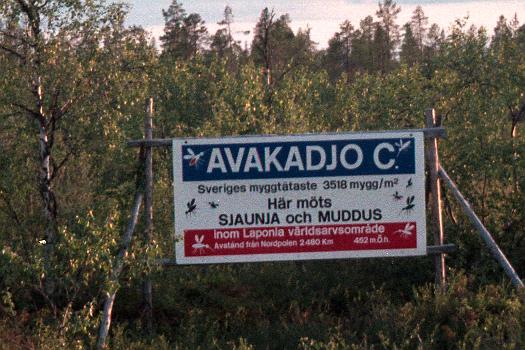 AVAKADJO C
Sveriges myggtätaste 3518 mygg/m²
Här möts
SJAUNJA och MUDDUS
inom Laponia världsarvsområde
Avstånd från Nordpolen 2480 Km 452 m.ö.h.